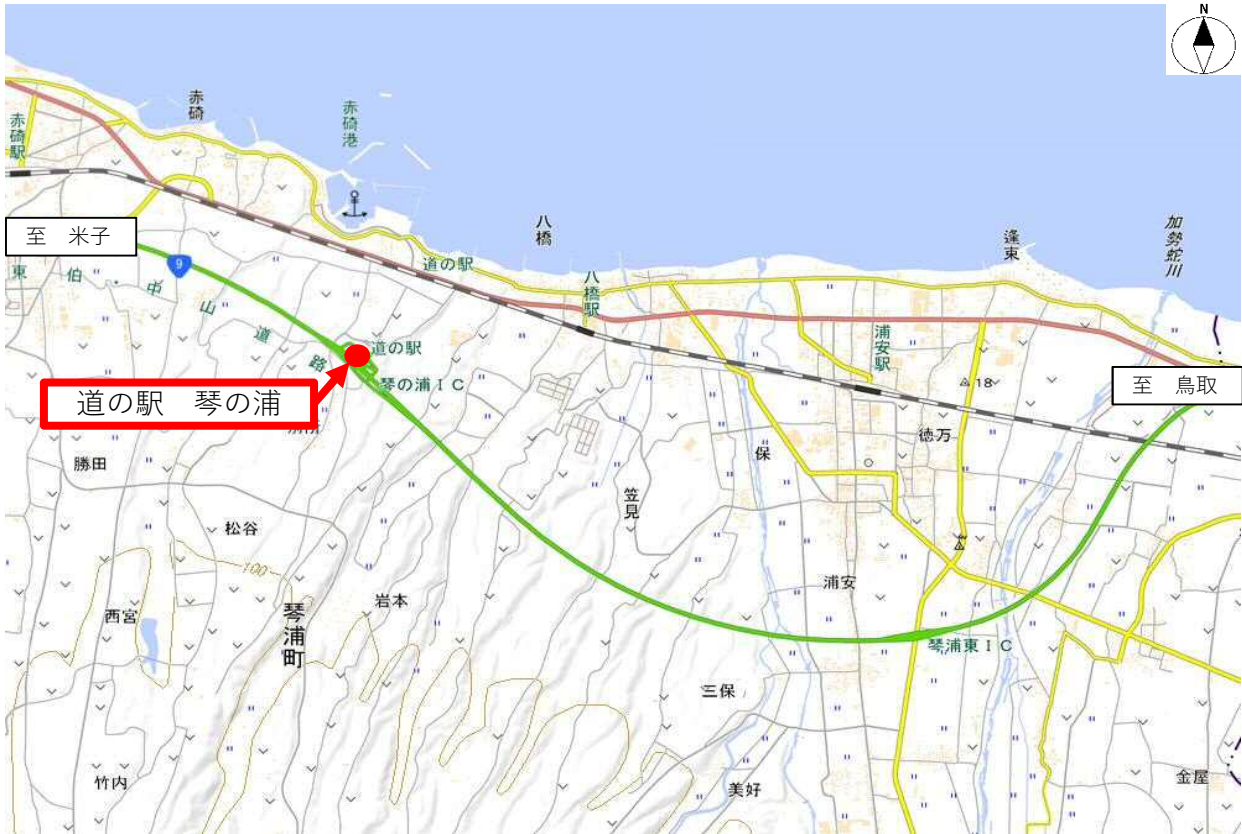 N
赤碕
赤碕港
赤碕駅
至 米子
9
東伯・中山道路
道の駅
八橋
八橋駅
逢束
加勢蛇川
浦安駅
18
至 鳥取
道の駅
琴の浦IC
道の駅 琴の浦
徳万
保
勝田
笠見
松谷
100
岩本
浦安
西宮
琴浦町
琴浦東IC
三保
竹内
美好
金屋